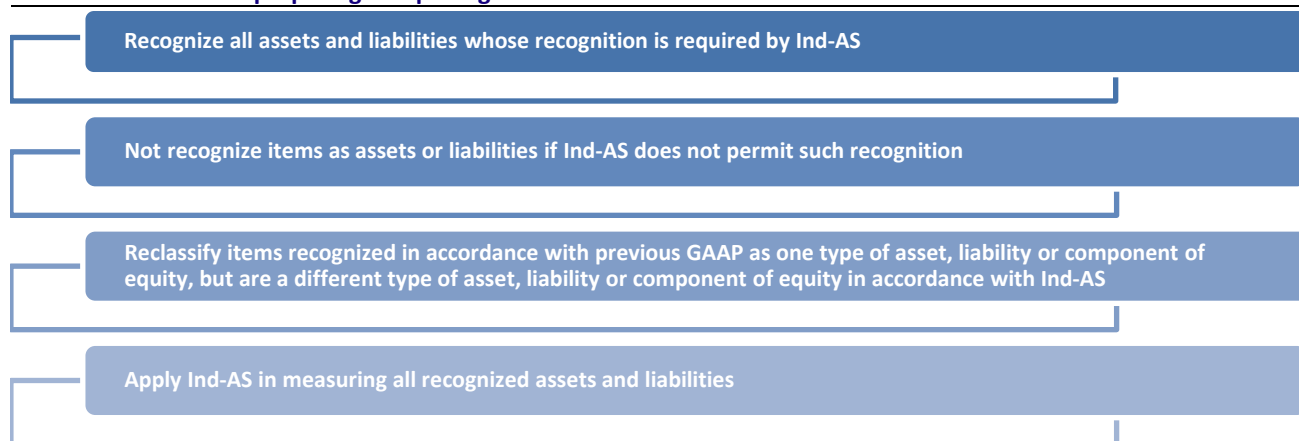 Recognize all assets and liabilities whose recognition is required by Ind-AS
Not recognize items as assets or liabilities if Ind-AS does not permit such recognition
Reclassify items recognized in accordance with previous GAAP as one type of asset, liability or component of
equity, but are a different type of asset, liability or component of equity in accordance with Ind-AS
Apply Ind-AS in measuring all recognized assets and liabilities